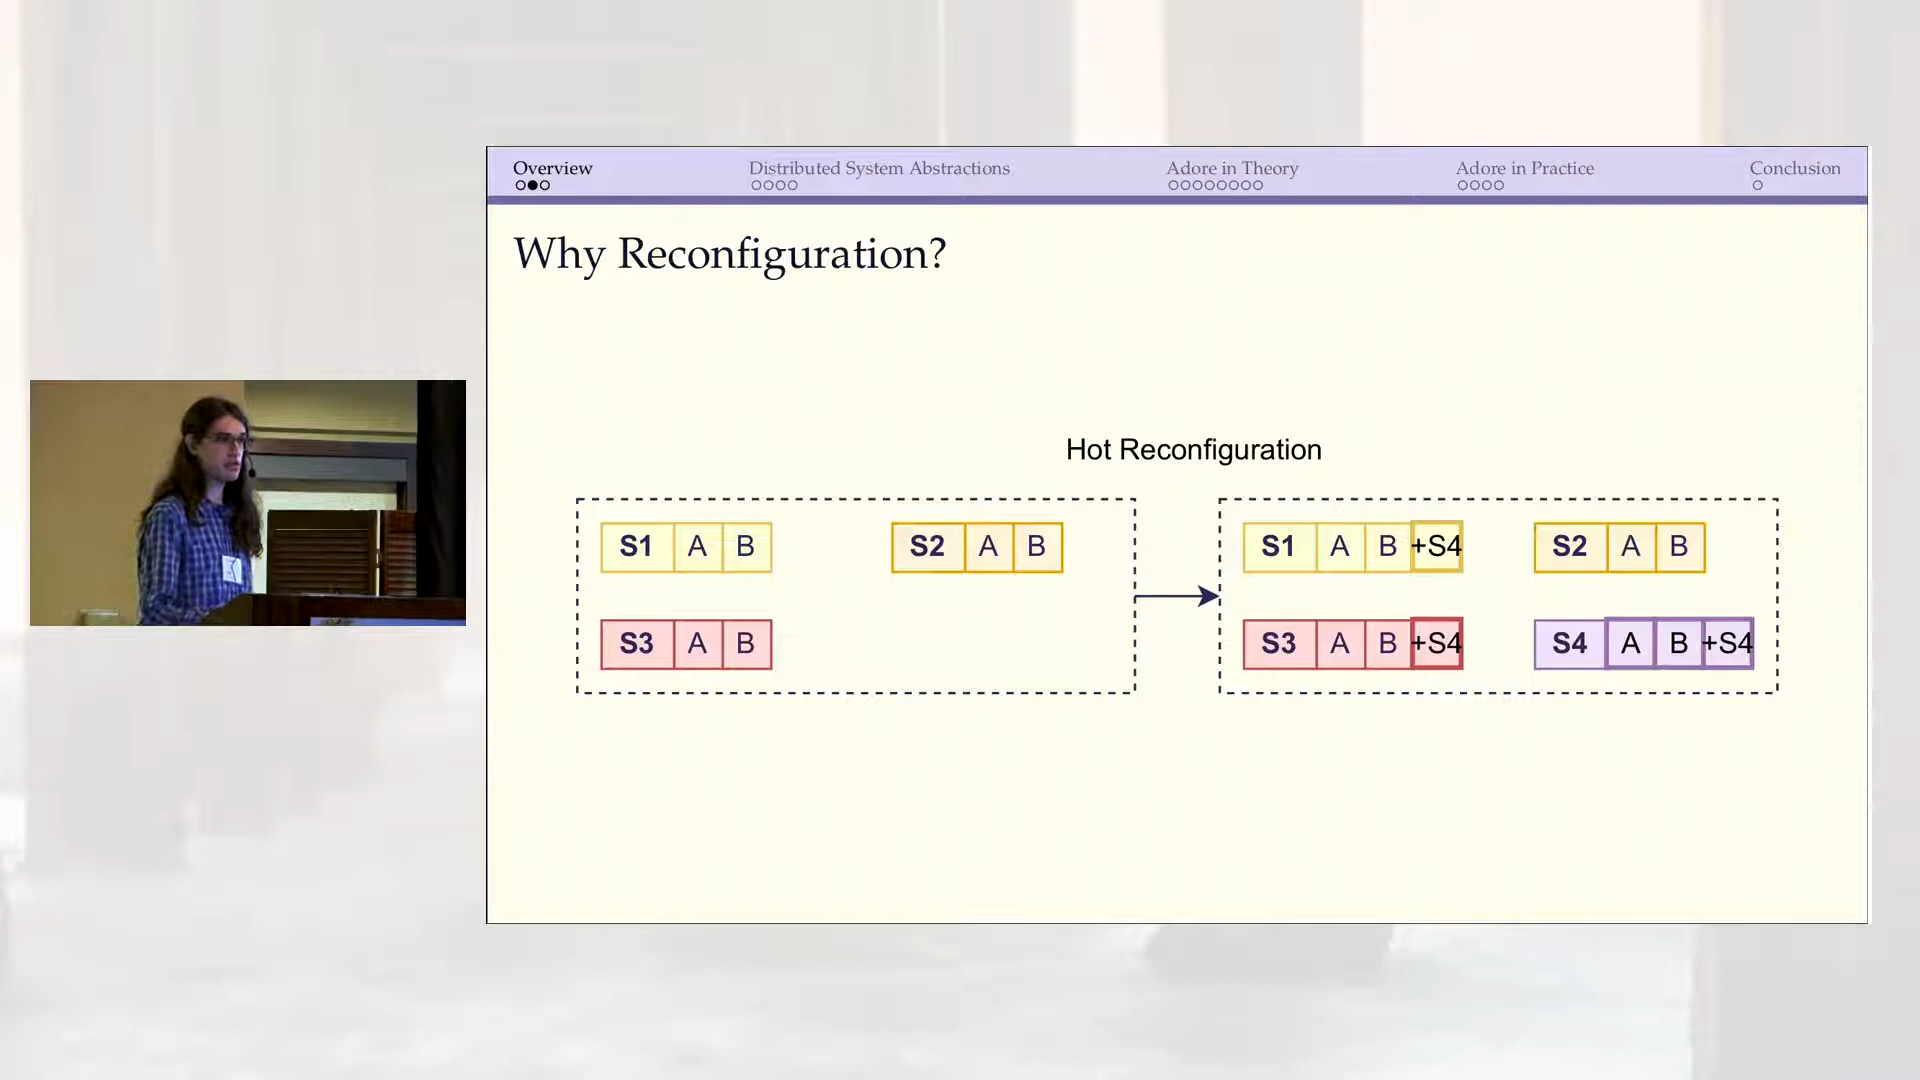 Overview Distributed System Abstractions Adore in Theory Adore in Practice Conclusion
Why Reconfiguration?
Hot Reconfiguration
S1 A B S2 A B S1 A B +S4 S2 A B
S3 A B S3 A B +S4 S4 A B +S4